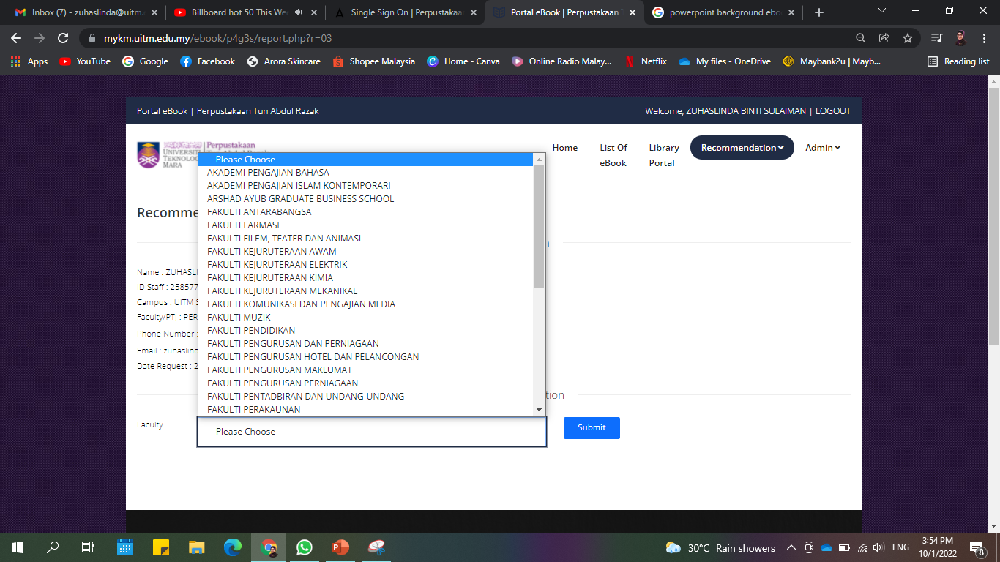 Inbox (7) - zuhaslinda@uitm.
Billboard hot 50 This We
Single Sign On | Perpustakaa
Portal eBook | Perpustakaan
powerpoint background ebo
mykm.uitm.edu.my/ebook/p4g3s/report.php?r=03
Apps
YouTube
Google
Facebook
Arora Skincare
Shopee Malaysia
Home - Canva
Online Radio Malay...
Netflix
My files - OneDrive
Maybank2u | Mayb...
Reading list
Portal eBook | Perpustakaan Tun Abdul Razak
Welcome, ZUHASLINDA BINTI SULAIMAN | LOGOUT
UNIVERSITI
TEKNOLOG
MARA
Perpustakaan
Home
List Of
eBook
Library
Portal
Recommendation
Admin
Recomme
---Please Choose---
AKADEMI PENGAJIAN BAHASA
AKADEMI PENGAJIAN ISLAM KONTEMPORARI
ARSHAD AYUB GRADUATE BUSINESS SCHOOL
FAKULTI ANTARABANGSA
FAKULTI FARMASI
FAKULTI FILEM, TEATER DAN ANIMASI
FAKULTI KEJURUTERAAN AWAM
FAKULTI KEJURUTERAAN ELEKTRIK
FAKULTI KEJURUTERAAN KIMIA
FAKULTI KEJURUTERAAN MEKANIKAL
FAKULTI KOMUNIKASI DAN PENGAJIAN MEDIA
FAKULTI MUZIK
FAKULTI PENDIDIKAN
FAKULTI PENGURUSAN DAN PERNIAGAAN
FAKULTI PENGURUSAN HOTEL DAN PELANCONGAN
FAKULTI PENGURUSAN MAKLUMAT
FAKULTI PENGURUSAN PERNIAGAAN
FAKULTI PENTADBIRAN DAN UNDANG-UNDANG
FAKULTI PERAKAUNAN
Name : ZUHASLI
ID Staff : 258577
Campus : UITM S
Faculty/PTJ : PER
Phone Number :
Email : zuhaslind
Date Request : 2
tion
Faculty
---Please Choose---
Submit
30°C Rain showers
ENG
3:54 PM
10/1/2022
8